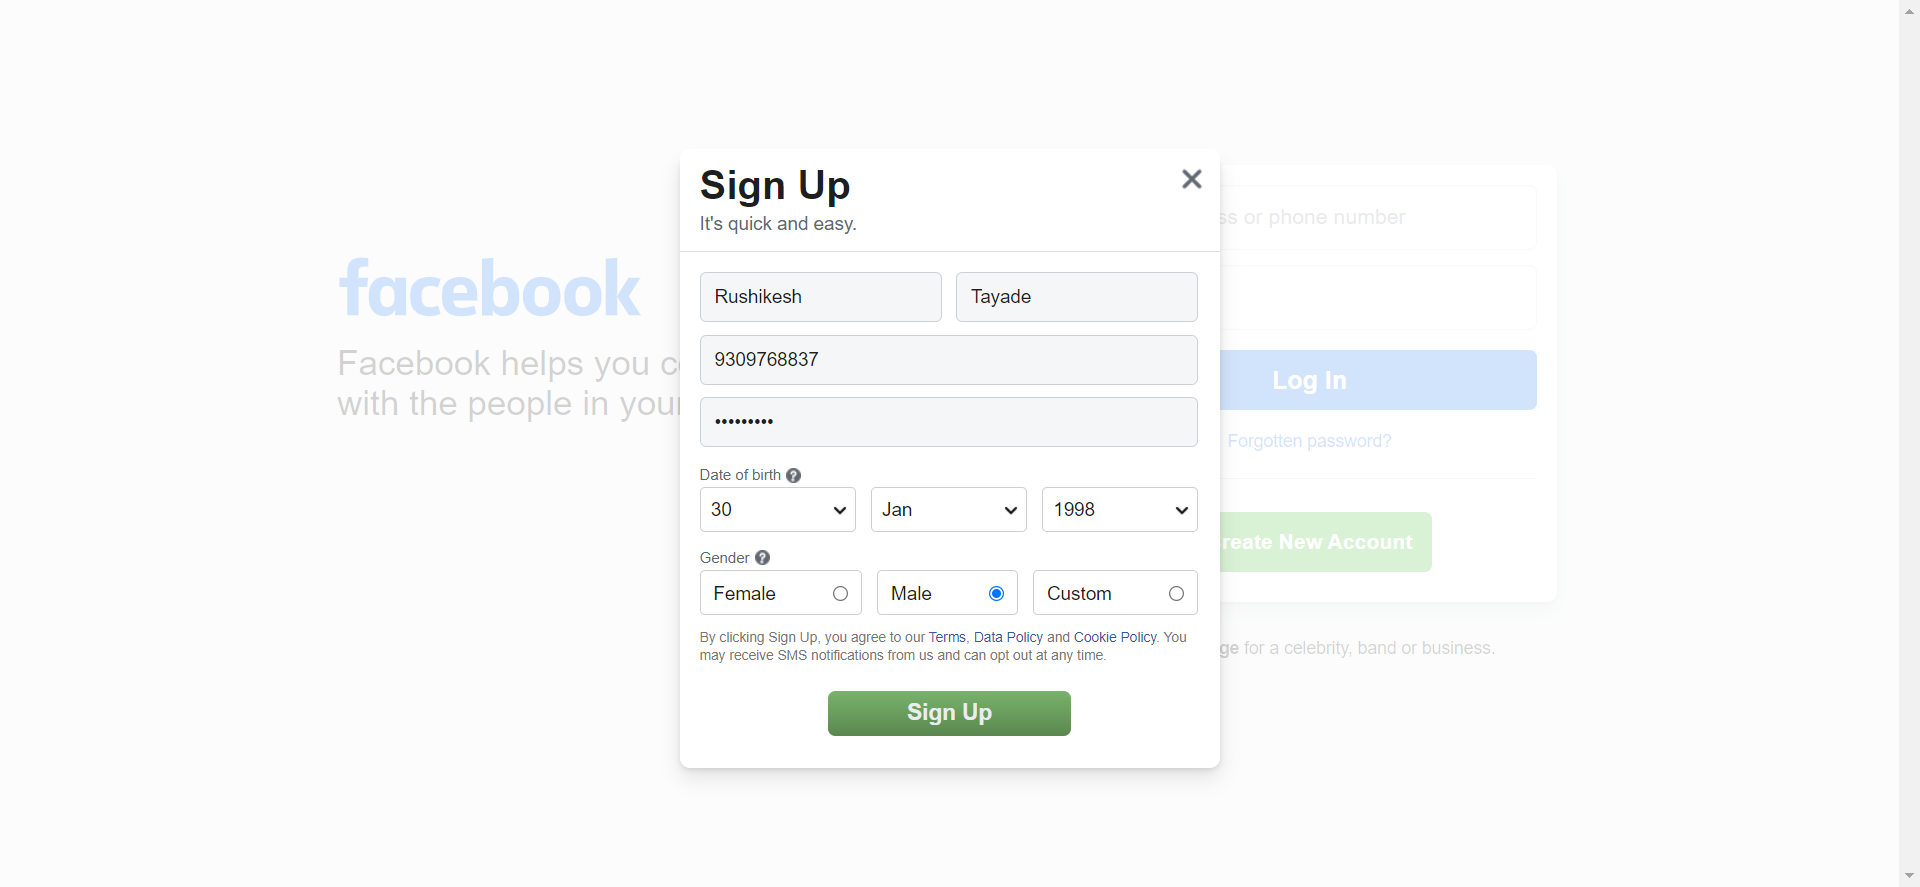 Sign Up
It's quick and easy.
Rushikesh Tayade
9309768837
•••••••••
Date of birth ?
30 Jan 1998
Gender ?
Female Male Custom
By clicking Sign Up, you agree to our Terms, Data Policy and Cookie Policy. You
may receive SMS notifications from us and can opt out at any time.
Sign Up
facebook
Facebook helps you c
with the people in your
ss or phone number
Log In
Forgotten password?
reate New Account
ge for a celebrity, band or business.